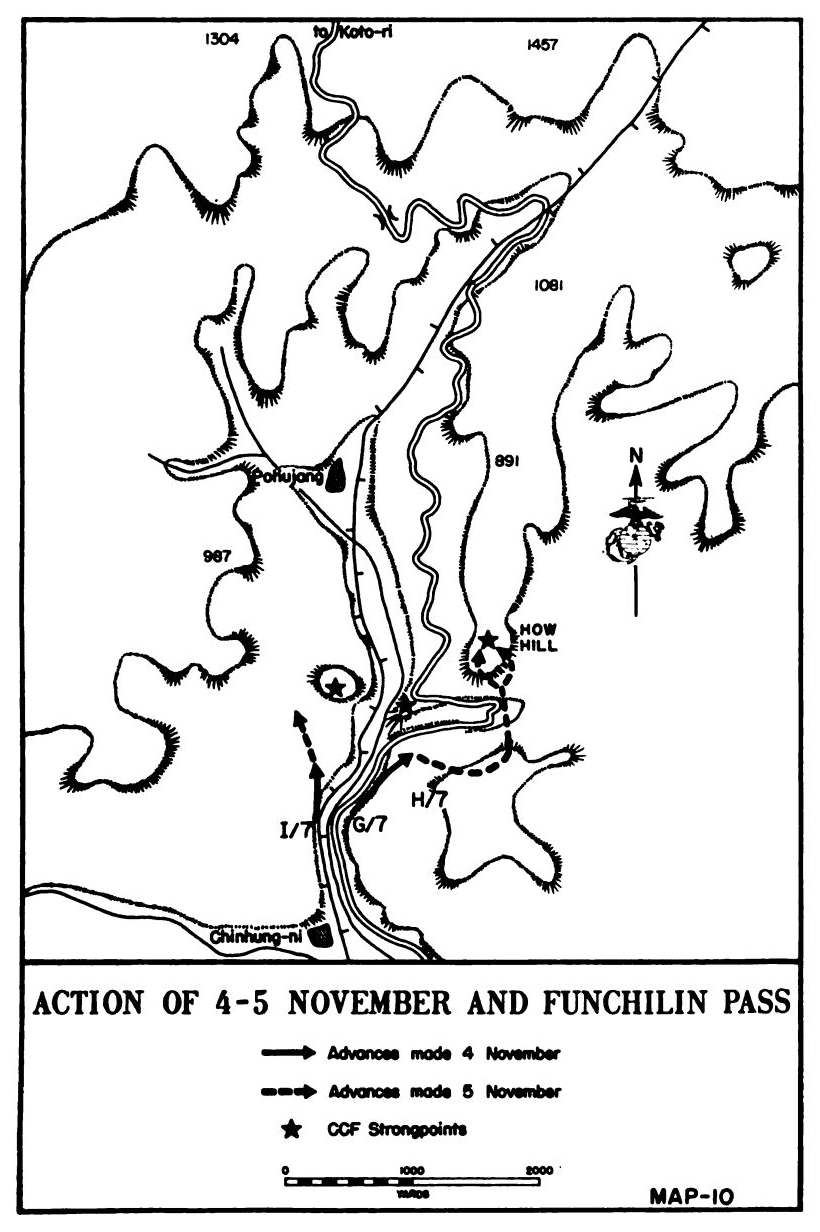 to Koto-ri
1304
1457
1081
Pohujang
891
N
987
HOW
HILL
H/7
I/7
G/7
Chinhung-ni
ACTION OF 4-5 NOVEMBER AND FUNCHILIN PASS
Advances made 4 November
Advances made 5 November
CCF Strongpoints
0 1000 2000
YARDS
MAP-10